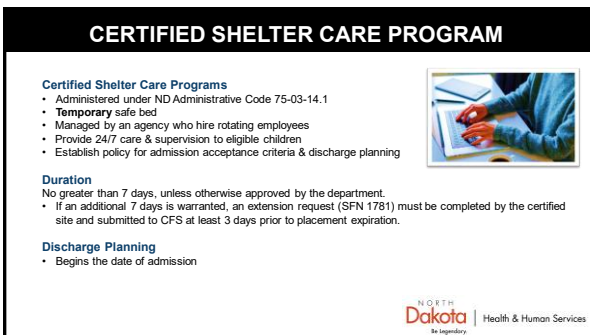 CERTIFIED SHELTER CARE PROGRAM
Certified Shelter Care Programs
• Administered under ND Administrative Code 75-03-14.1
• Temporary safe bed
• Managed by an agency who hire rotating employees
• Provide 24/7 care & supervision to eligible children
• Establish policy for admission acceptance criteria & discharge planning
Duration
No greater than 7 days, unless otherwise approved by the department.
• If an additional 7 days is warranted, an extension request (SFN 1781) must be completed by the certified
site and submitted to CFS at least 3 days prior to placement expiration.
Discharge Planning
• Begins the date of admission
NORTH
Dakota | Health & Human Services
Be Legendary.